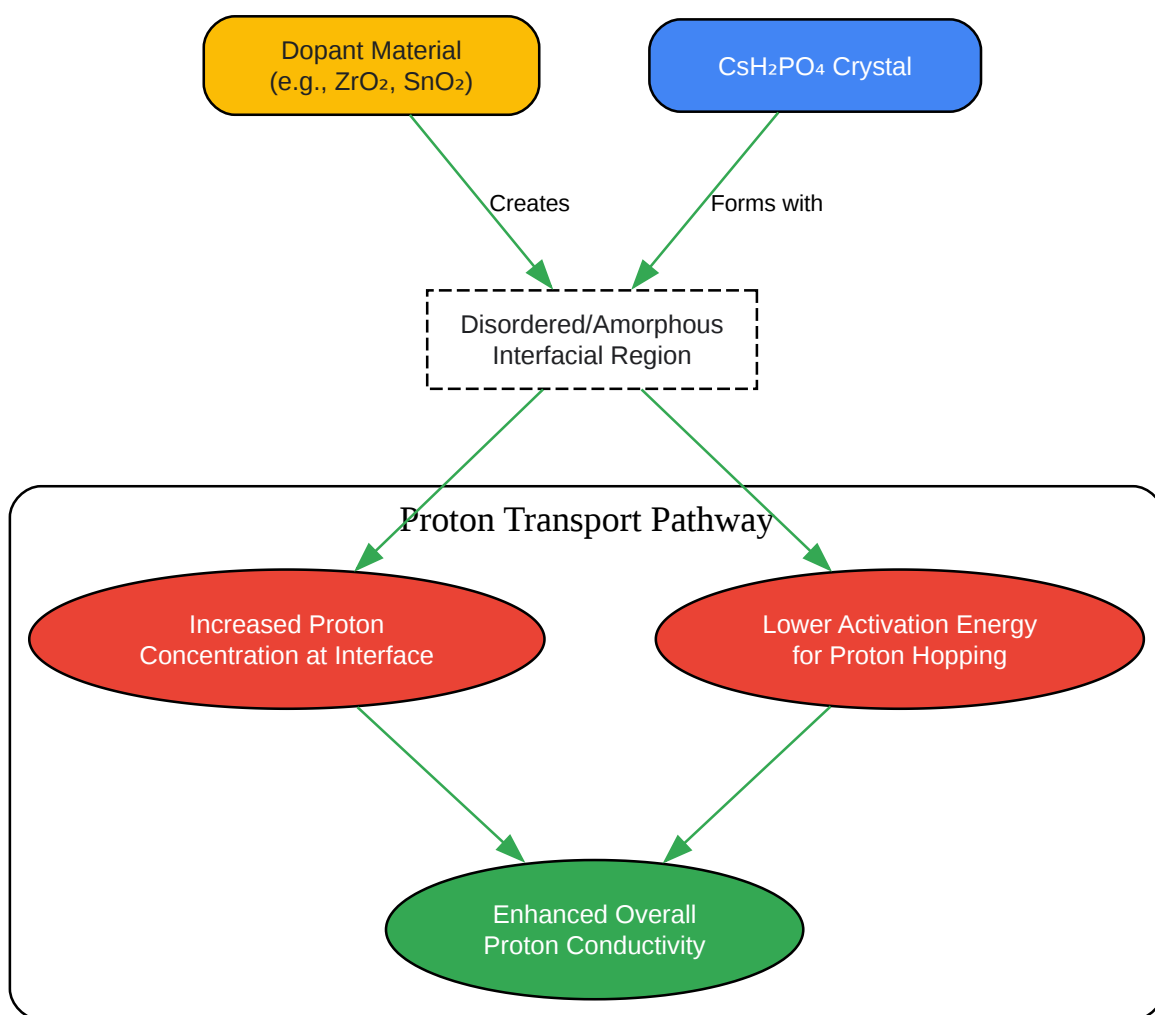 Dopant Material
(e.g., ZrO₂, SnO₂)
CsH₂PO₄ Crystal
Creates
Forms with
Disordered/Amorphous
Interfacial Region
Proton Transport Pathway
Increased Proton
Concentration at Interface
Lower Activation Energy
for Proton Hopping
Enhanced Overall
Proton Conductivity